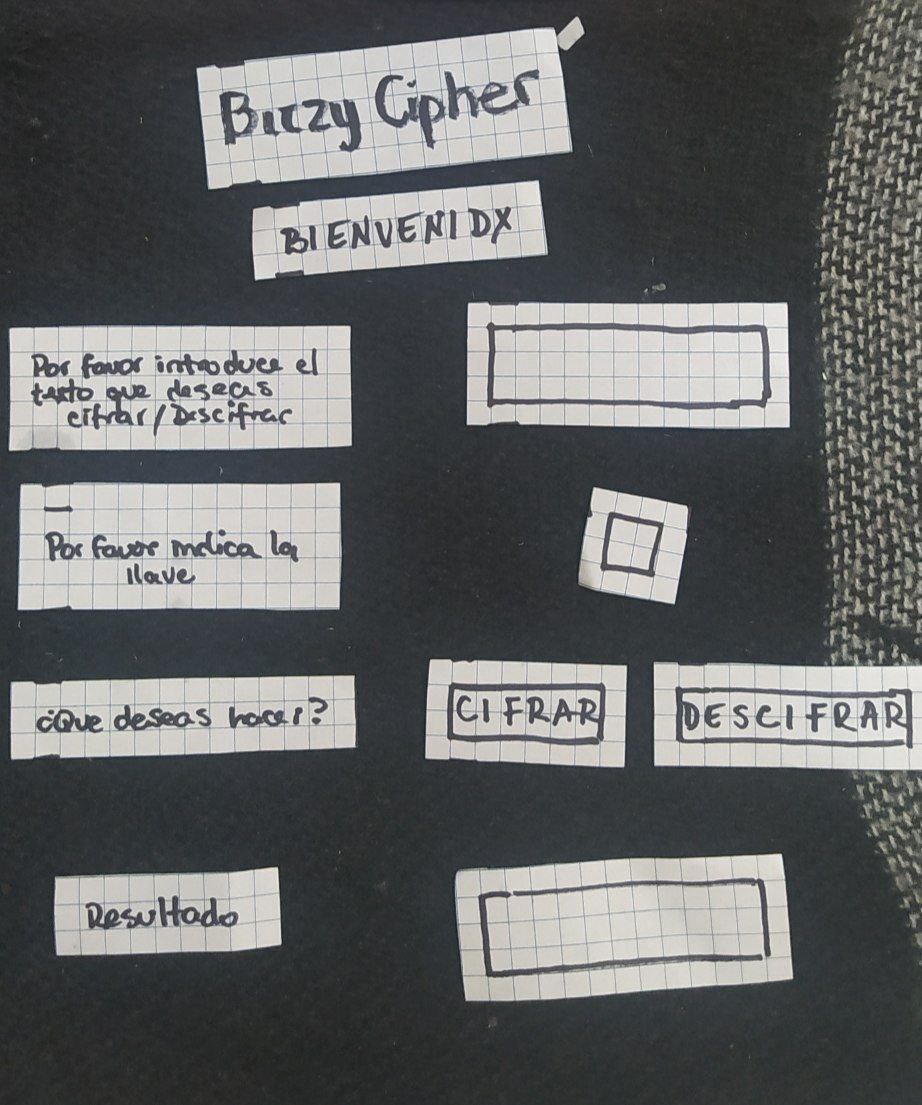 Bitzy Cipher
BIENVENIDX
Por favor introduce el
texto que deseas
cifrar/Descifrar
Por favor indica la
llave
¿Que deseas hacer?
CIFRAR
DESCIFRAR
Resultado